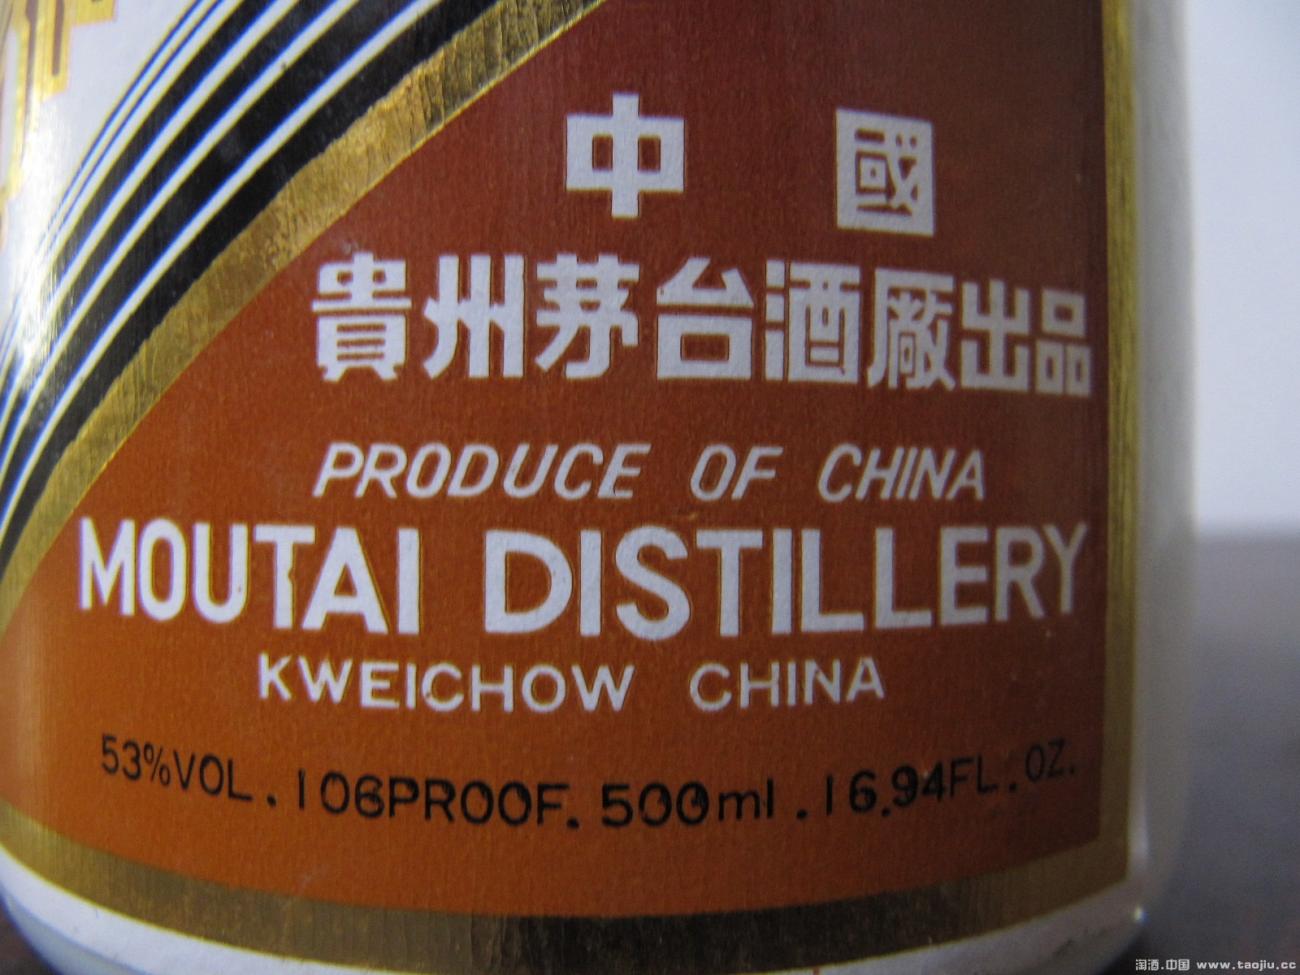 中國
貴州茅台酒廠出品
PRODUCE OF CHINA
MOUTAI DISTILLERY
KWEICHOW CHINA
53%VOL. 106PROOF. 500ml. 16.94FL. OZ.
淘酒.中国 www.taojiu.cc